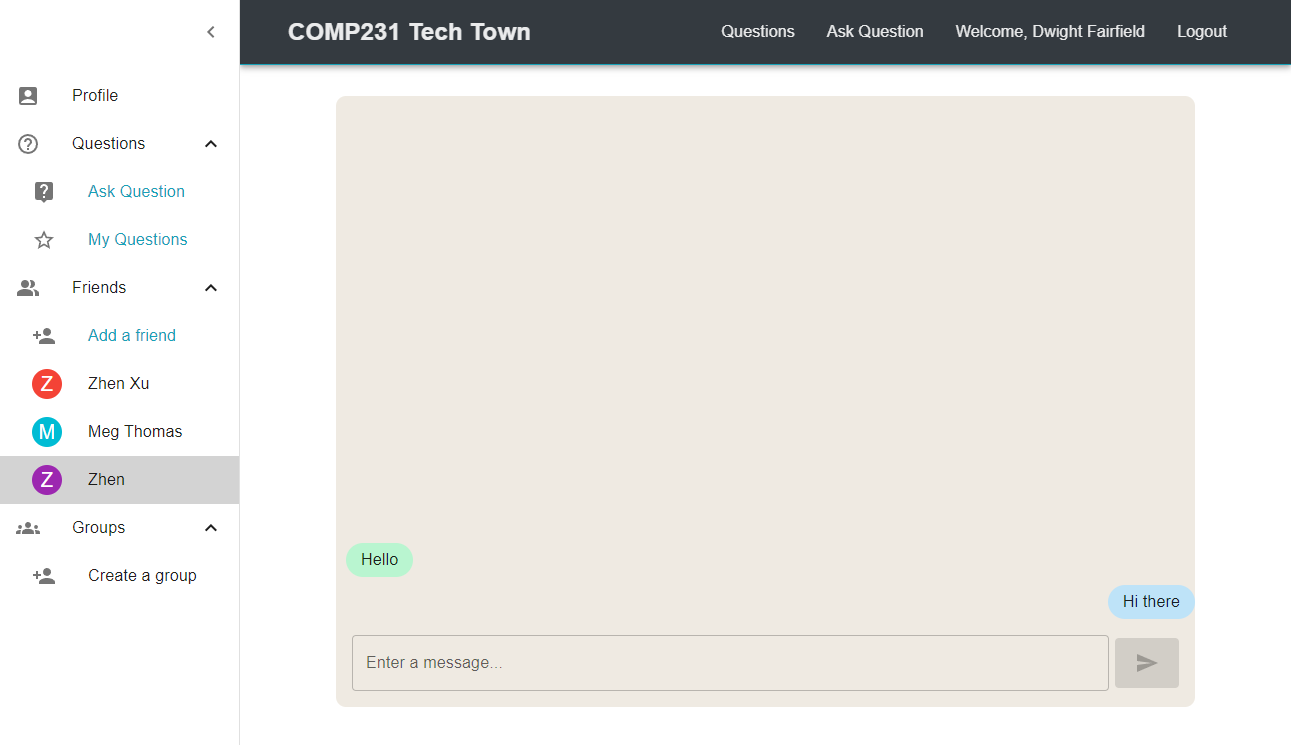 COMP231 Tech Town
Questions
Ask Question
Welcome, Dwight Fairfield
Logout
Profile
Questions
Ask Question
My Questions
Friends
Add a friend
Z Zhen Xu
M Meg Thomas
Z Zhen
Groups
Create a group
Hello
Hi there
Enter a message...